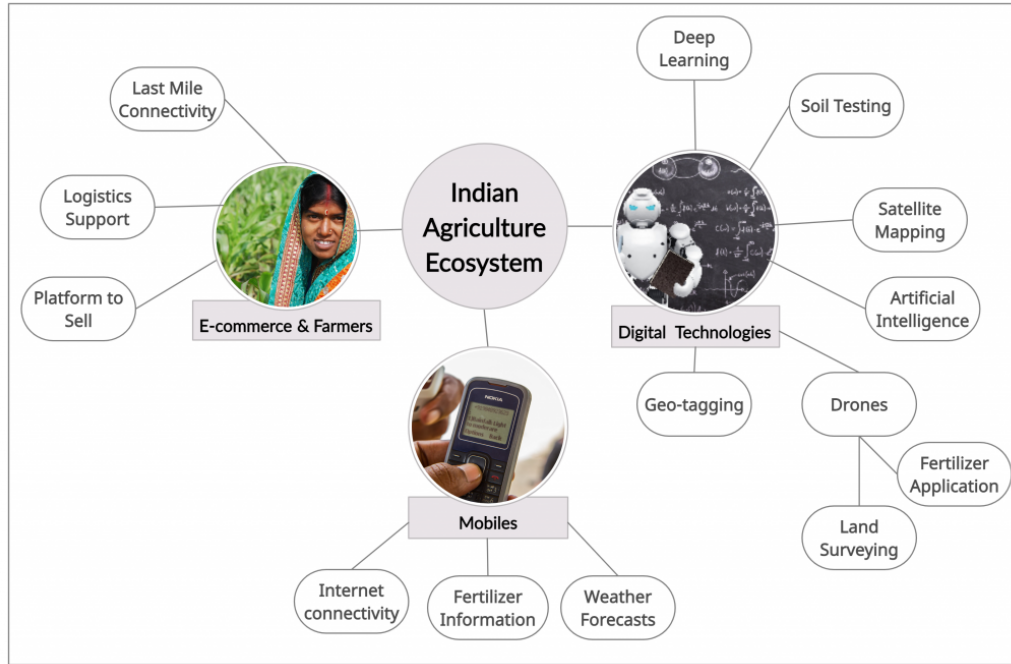 Deep
Learning
Last Mile
Connectivity
Soil Testing
Indian
Agriculture
Ecosystem
Logistics
Support
Satellite
Mapping
Platform to
Sell
Artificial
Intelligence
E-commerce & Farmers
Digital Technologies
NOKIA
Geo-tagging
Drones
Fertilizer
Application
Mobiles
Land
Surveying
Internet
connectivity
Fertilizer
Information
Weather
Forecasts